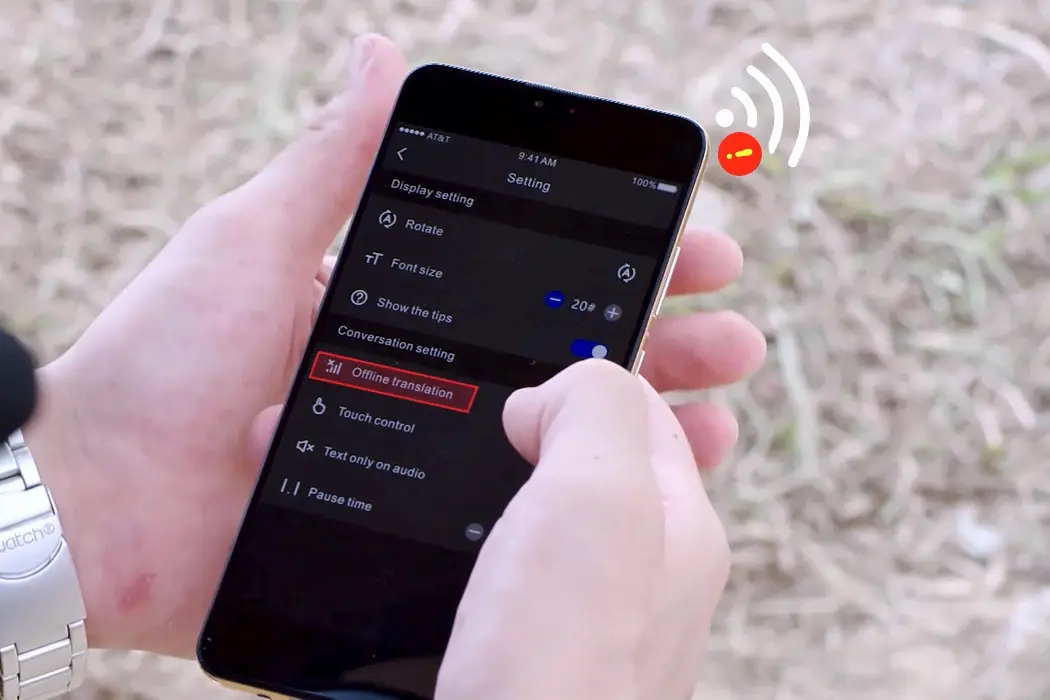 AT&T
9:41 AM
100%
Setting
Display setting
Rotate
Font size
20#
Show the tips
Conversation setting
Offline translation
Touch control
Text only on audio
Pause time
watch®